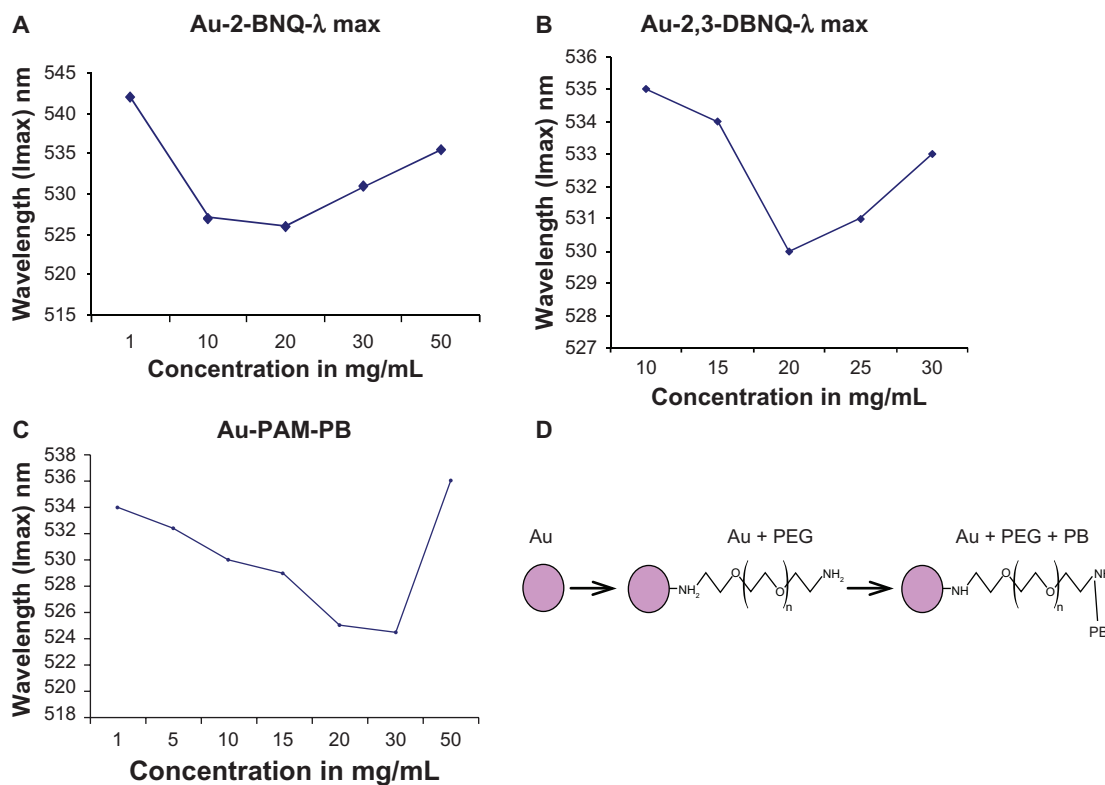 A
Au-2-BNQ-λ max
Wavelength (lmax) nm
545
540
535
530
525
520
515
1 10 20 30 50
Concentration in mg/mL
B
Au-2,3-DBNQ-λ max
Wavelength (lmax) nm
536
535
534
533
532
531
530
529
528
527
10 15 20 25 30
Concentration in mg/mL
C
Au-PAM-PB
Wavelength (lmax) nm
538
536
534
532
530
528
526
524
522
520
518
1 5 10 15 20 30 50
Concentration in mg/mL
D
Au
Au + PEG
NH2 O ( O ) n NH2
Au + PEG + PB
NH O ( O ) n NH
PB